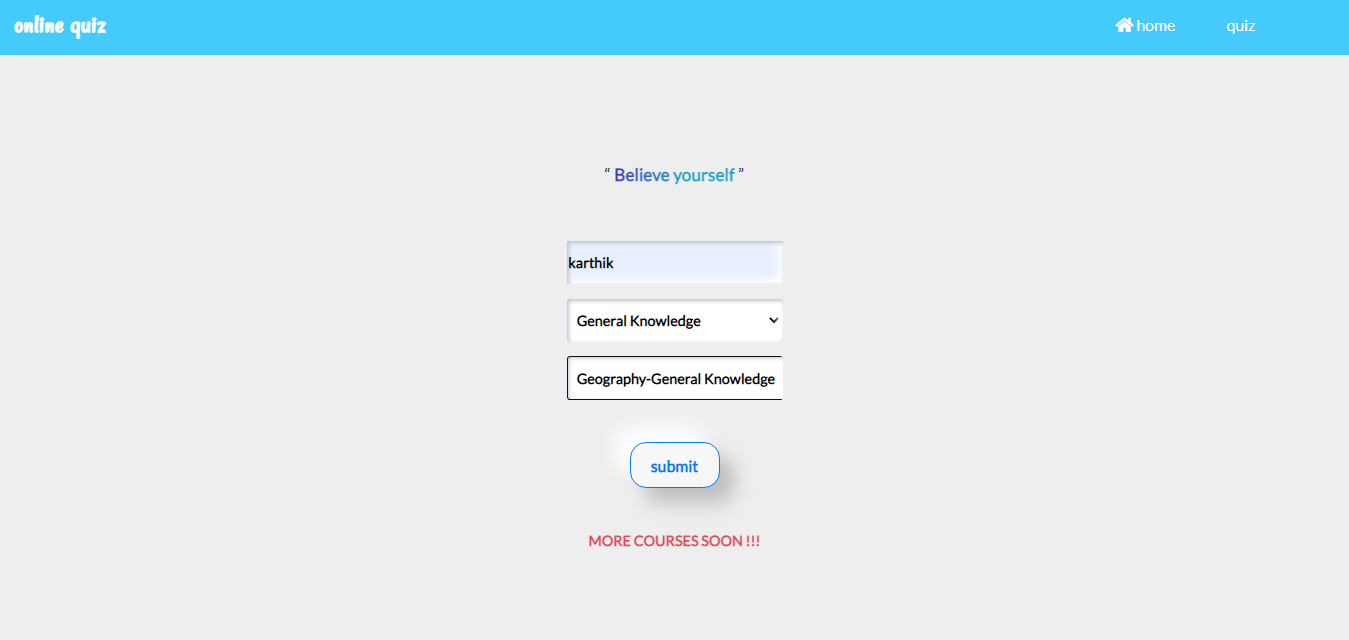 online quiz
home
quiz
“ Believe yourself ”
karthik
General Knowledge
Geography-General Knowledge
submit
MORE COURSES SOON !!!